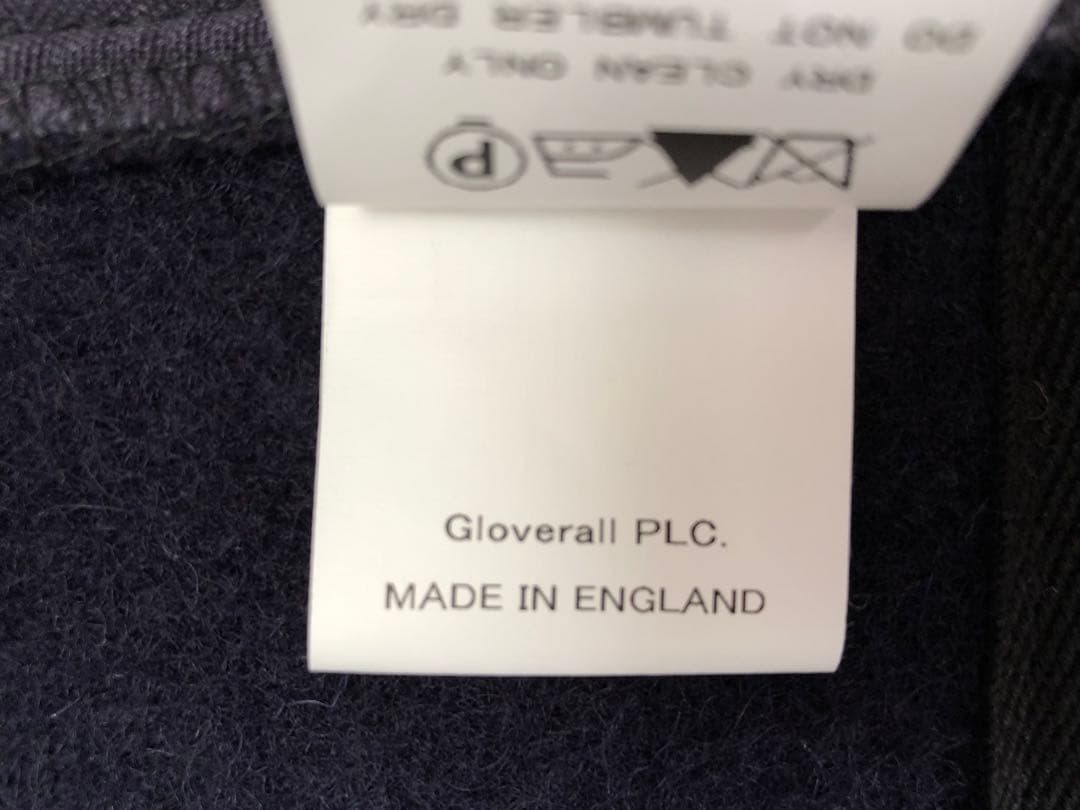 DO NOT TUMBLER DRY
DRY CLEAN ONLY
P
Gloverall PLC.
MADE IN ENGLAND